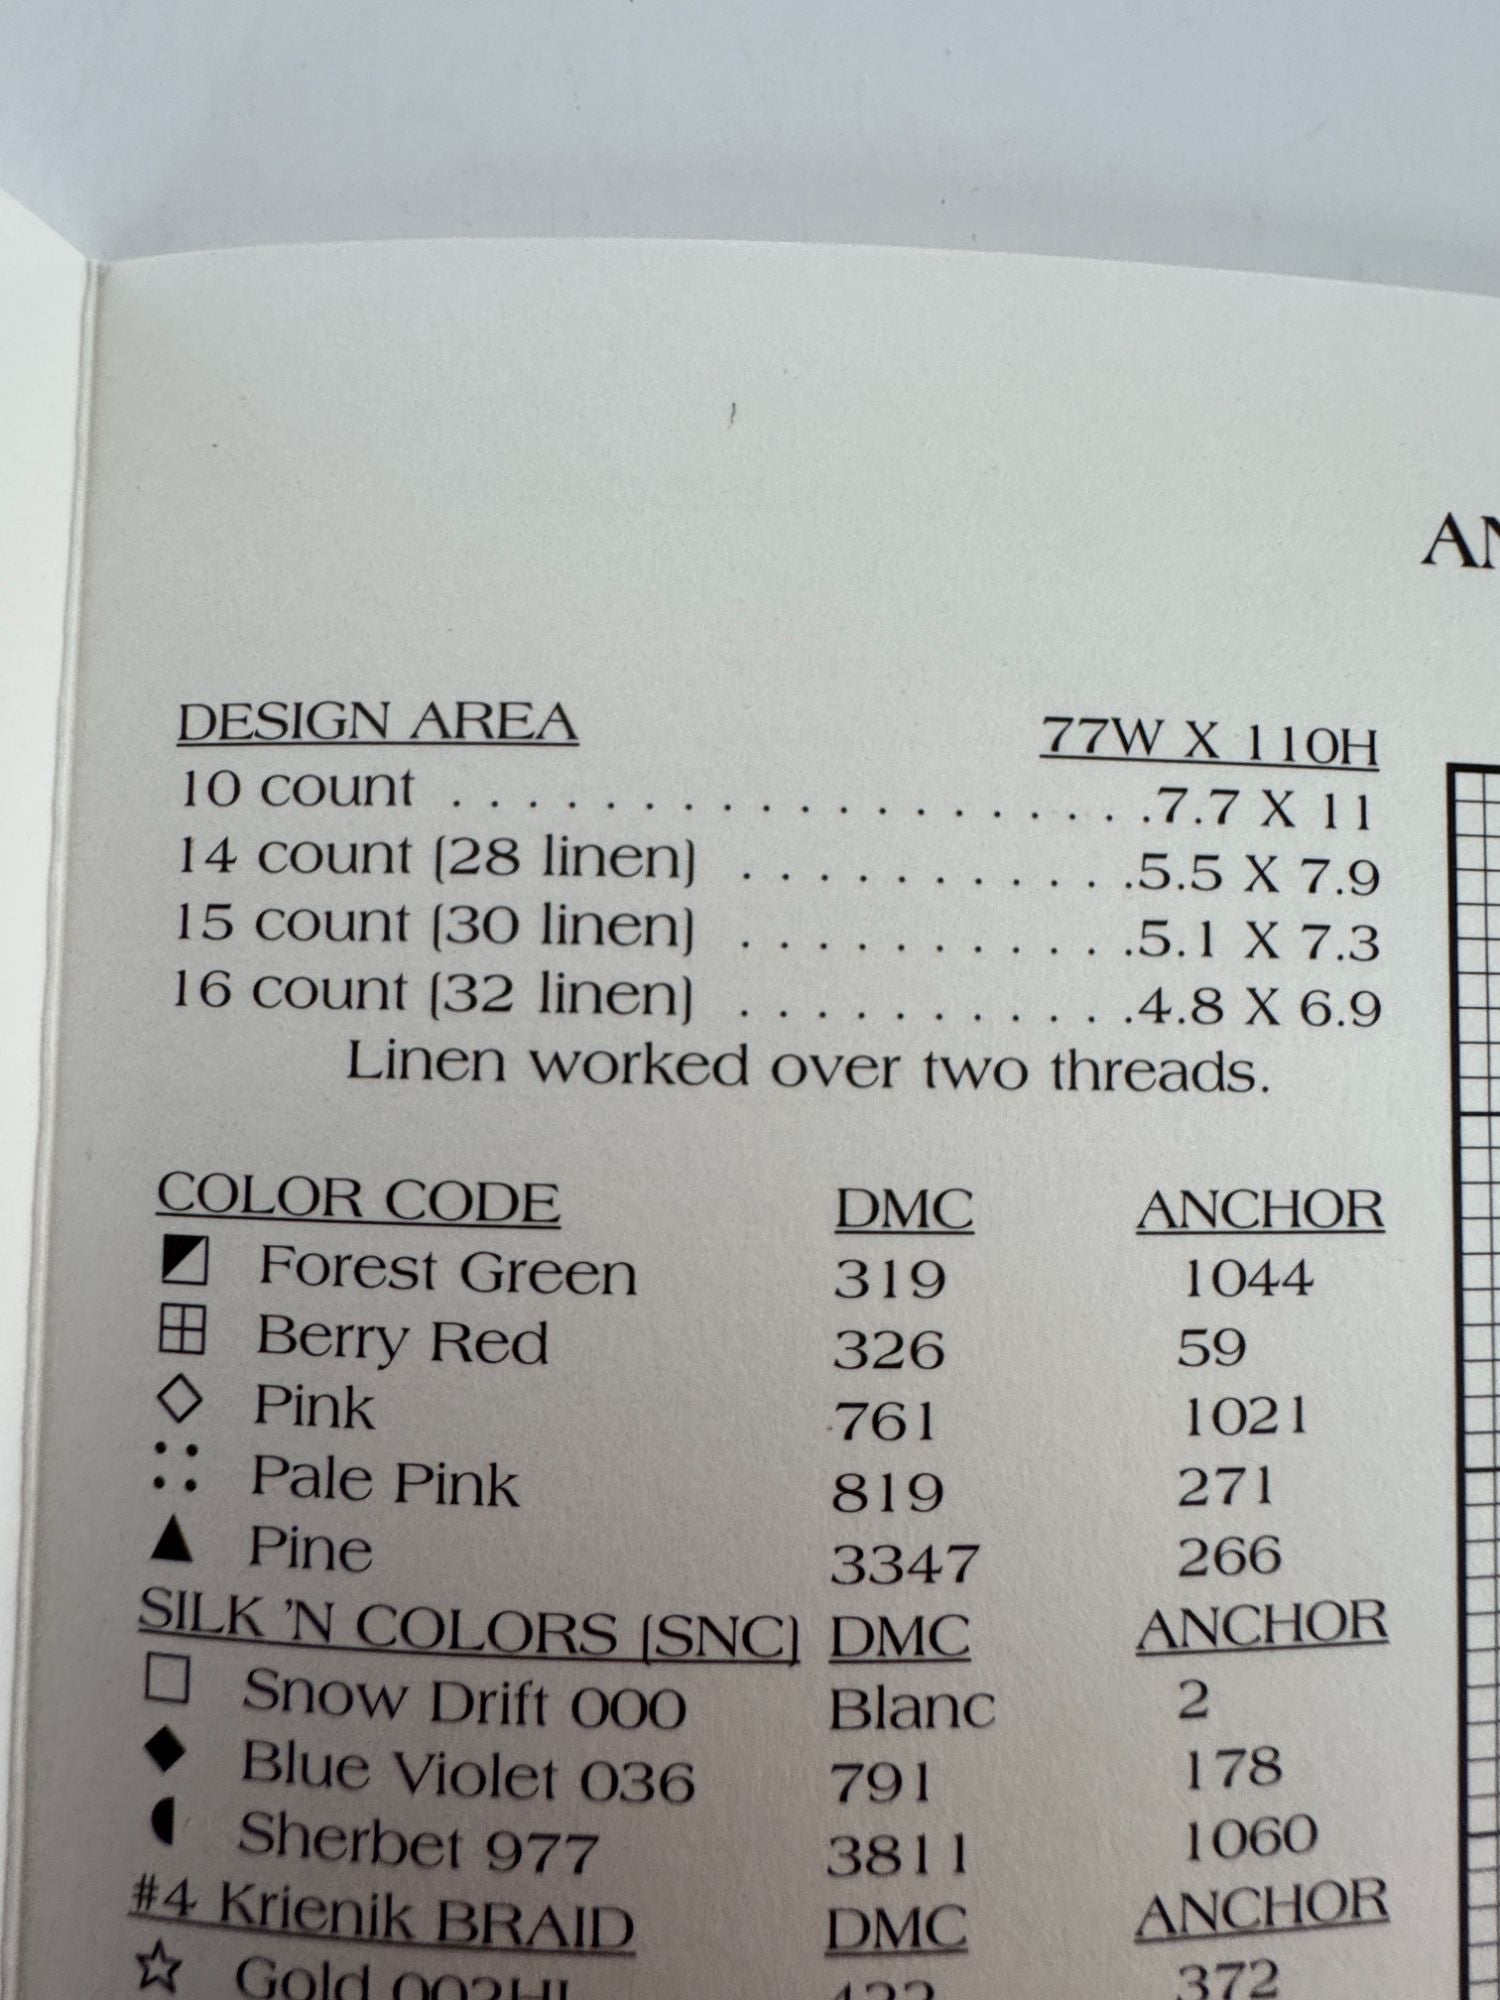 AN
DESIGN AREA 77W X 110H
10 count . . . . . . . . . . . . . . . . . . .7.7 X 11
14 count (28 linen) . . . . . . . . . . .5.5 X 7.9
15 count (30 linen) . . . . . . . . . . .5.1 X 7.3
16 count (32 linen) . . . . . . . . . . .4.8 X 6.9
Linen worked over two threads.
COLOR CODE DMC ANCHOR
Forest Green 319 1044
Berry Red 326 59
Pink 761 1021
Pale Pink 819 271
Pine 3347 266
SILK 'N COLORS (SNC) DMC ANCHOR
Snow Drift 000 Blanc 2
Blue Violet 036 791 178
Sherbet 977 3811 1060
#4 Krienik BRAID DMC ANCHOR
Gold 002HL 372